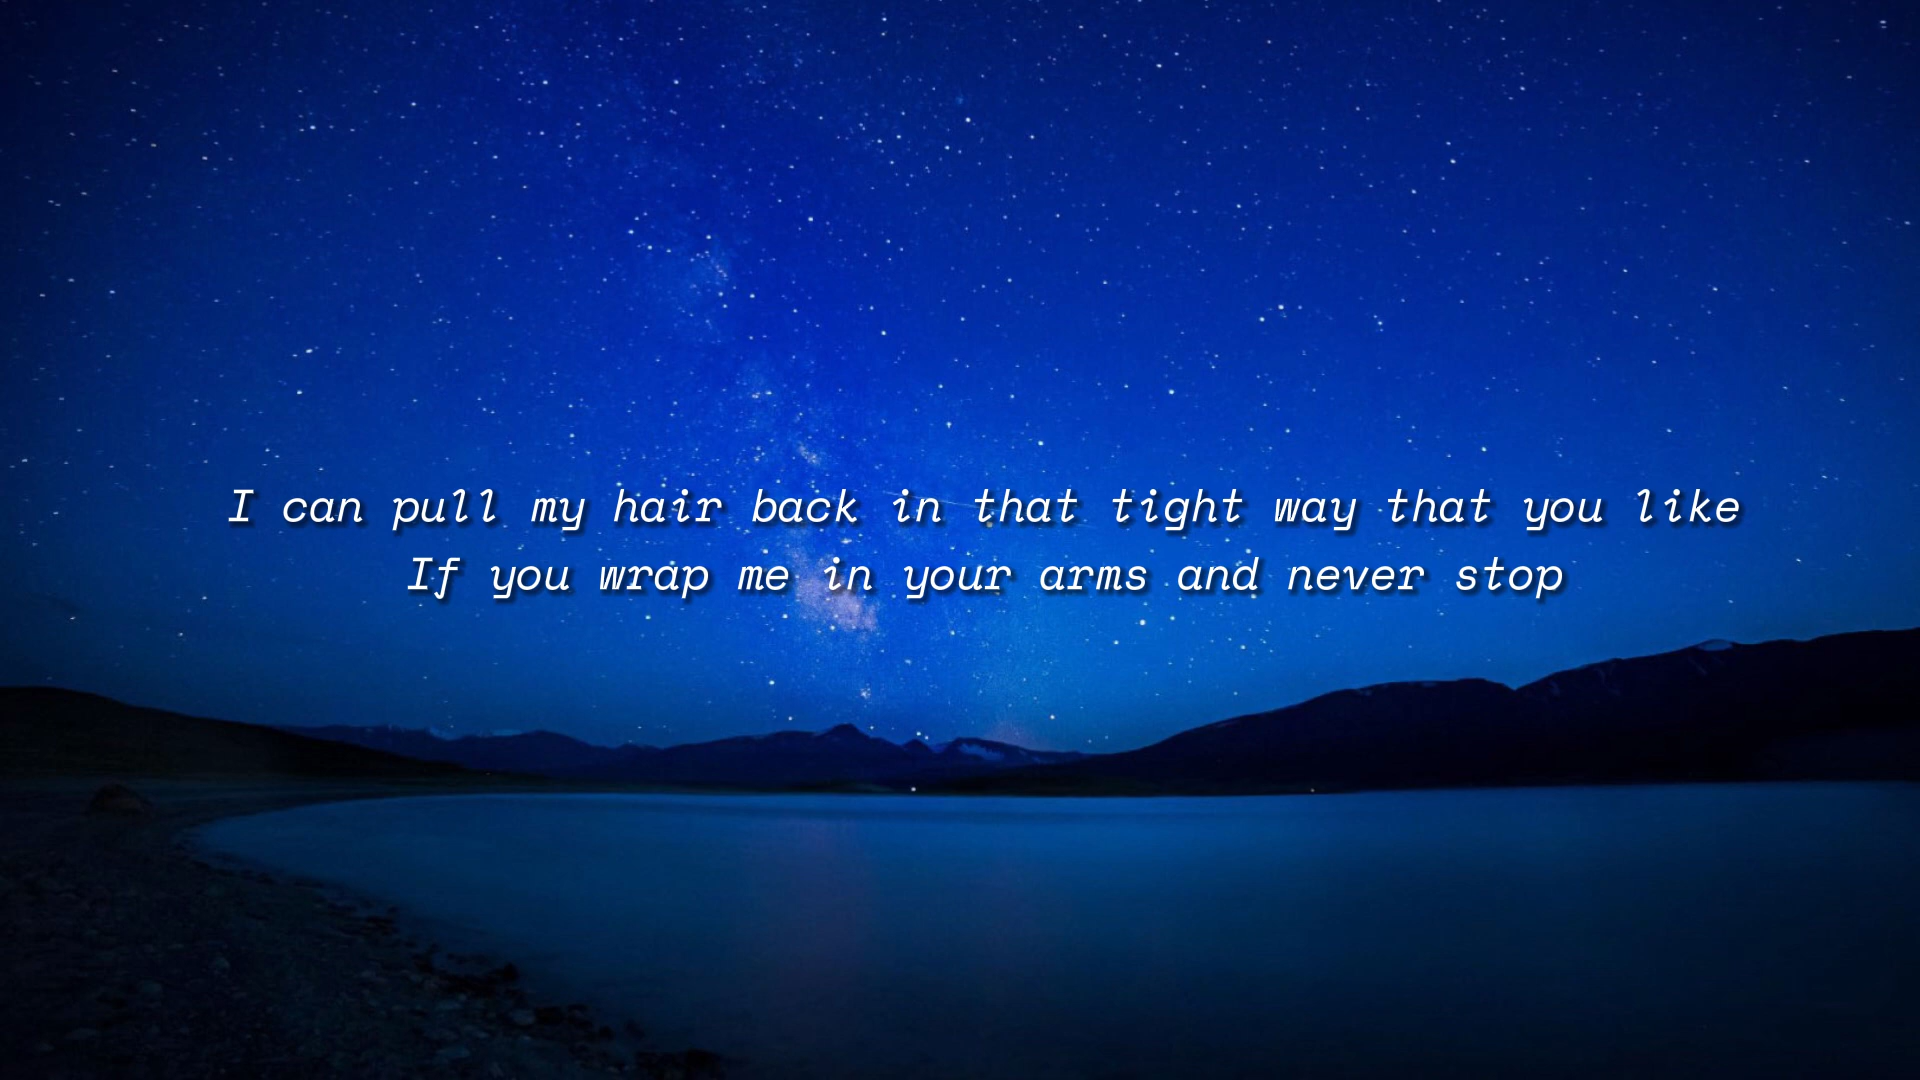 I can pull my hair back in that tight way that you like
If you wrap me in your arms and never stop